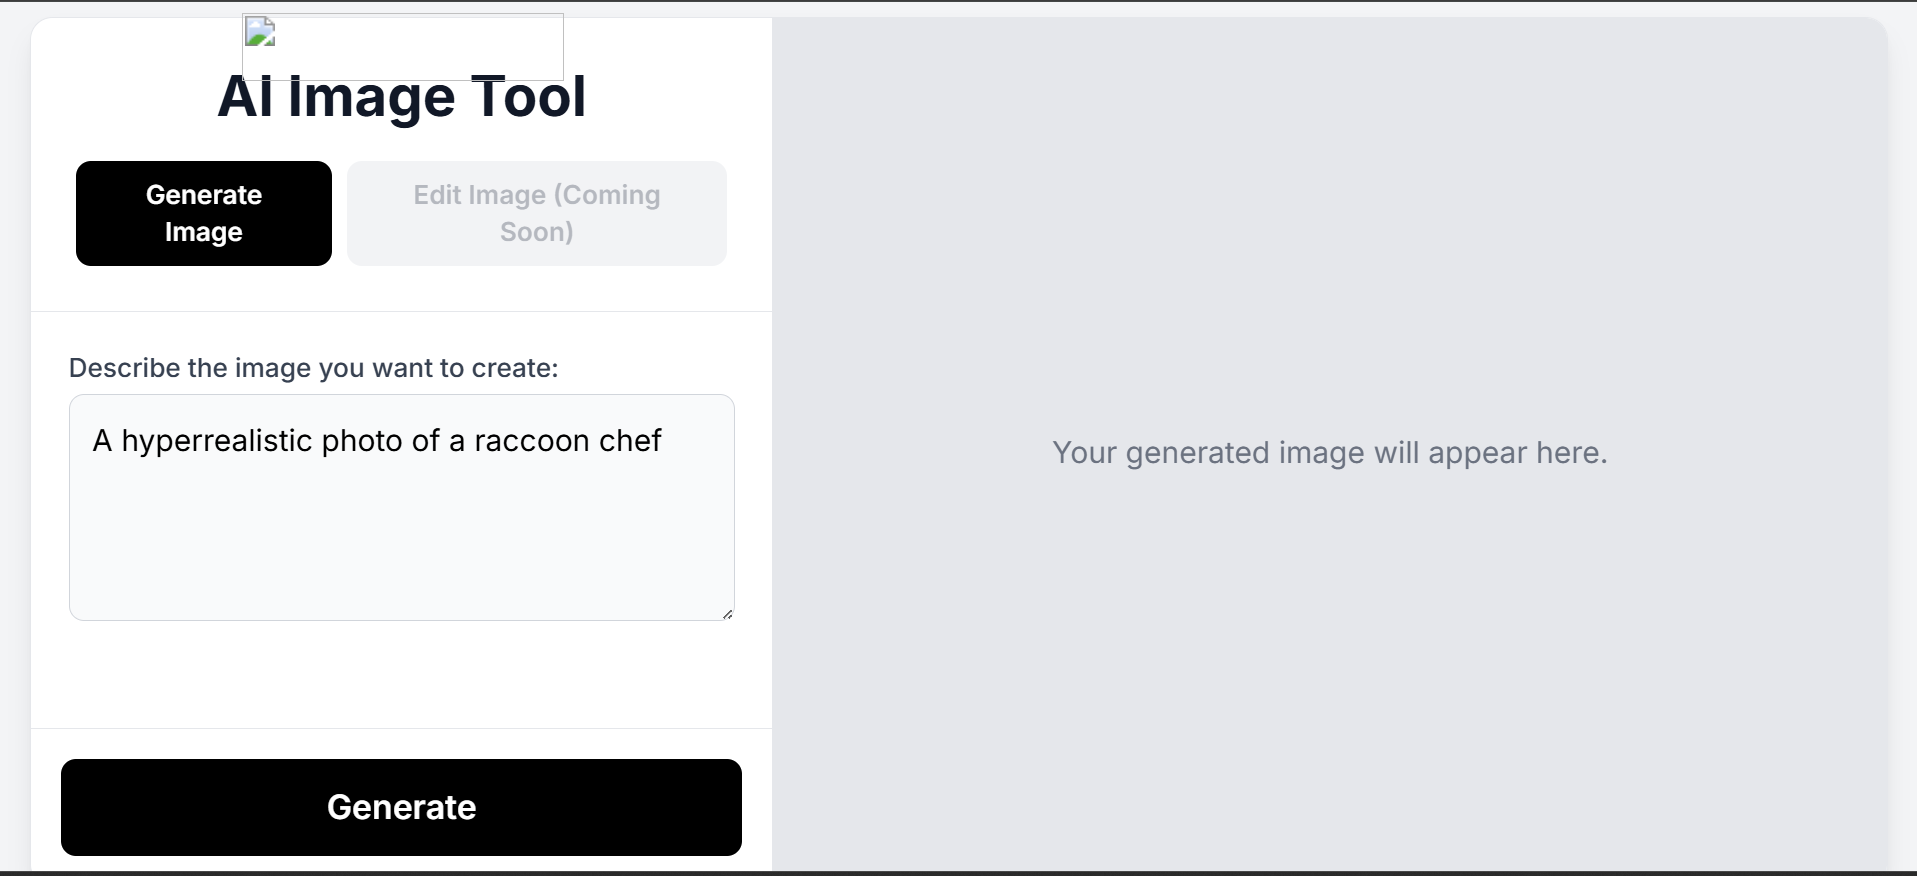 AI Image Tool
Generate
Image
Edit Image (Coming
Soon)
Describe the image you want to create:
A hyperrealistic photo of a raccoon chef
Generate
Your generated image will appear here.